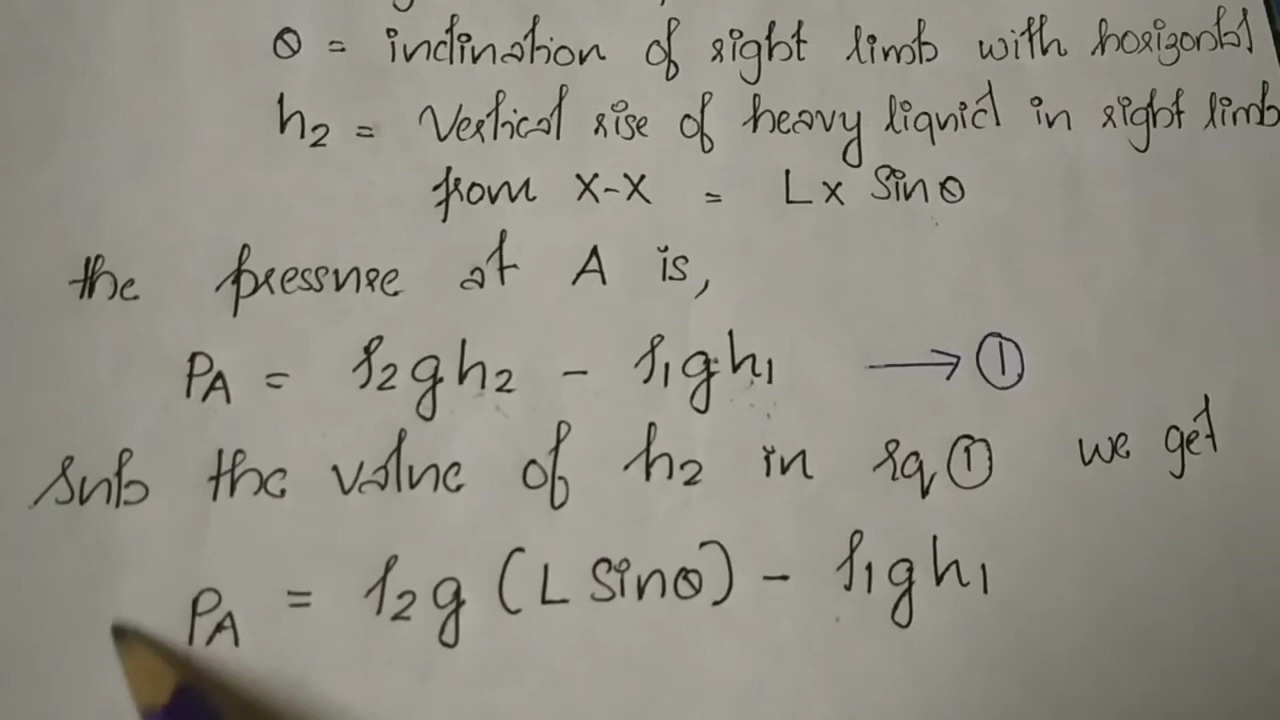 θ = inclination of right limb with horizontal
h₂ = Vertical rise of heavy liquid in right limb
from X-X = L x Sinθ
the pressure at A is,
PA = ρ₂gh₂ - ρ₁gh₁ → ①
Sub the value of h₂ in eq ① we get
PA = ρ₂g (L Sinθ) - ρ₁gh₁